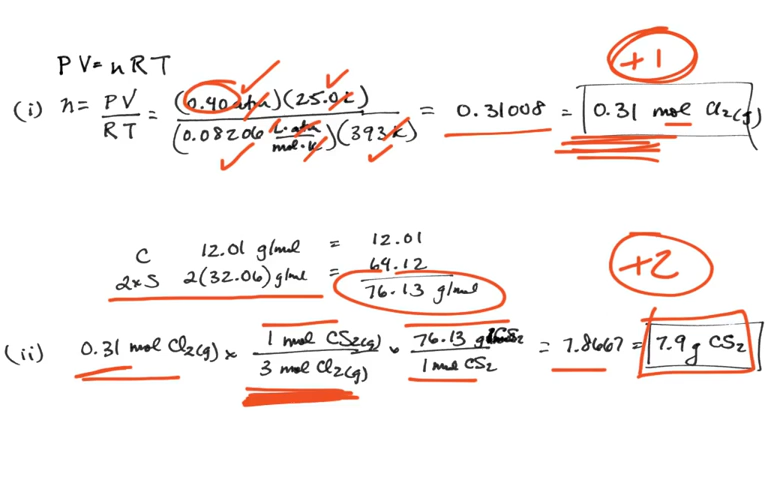 PV = nRT
+1
(i) n = PV/RT = (0.40 atm)(25.0 L)/(0.08206 L·atm/mol·K)(393 K) = 0.31008 = 0.31 mol Cl2(g)
C 12.01 g/mol = 12.01
2xS 2(32.06) g/mol = 64.12
76.13 g/mol
+2
(ii) 0.31 mol Cl2(g) x 1 mol CS2(g)/3 mol Cl2(g) x 76.13 g CS2/1 mol CS2 = 7.8667 = 7.9 g CS2